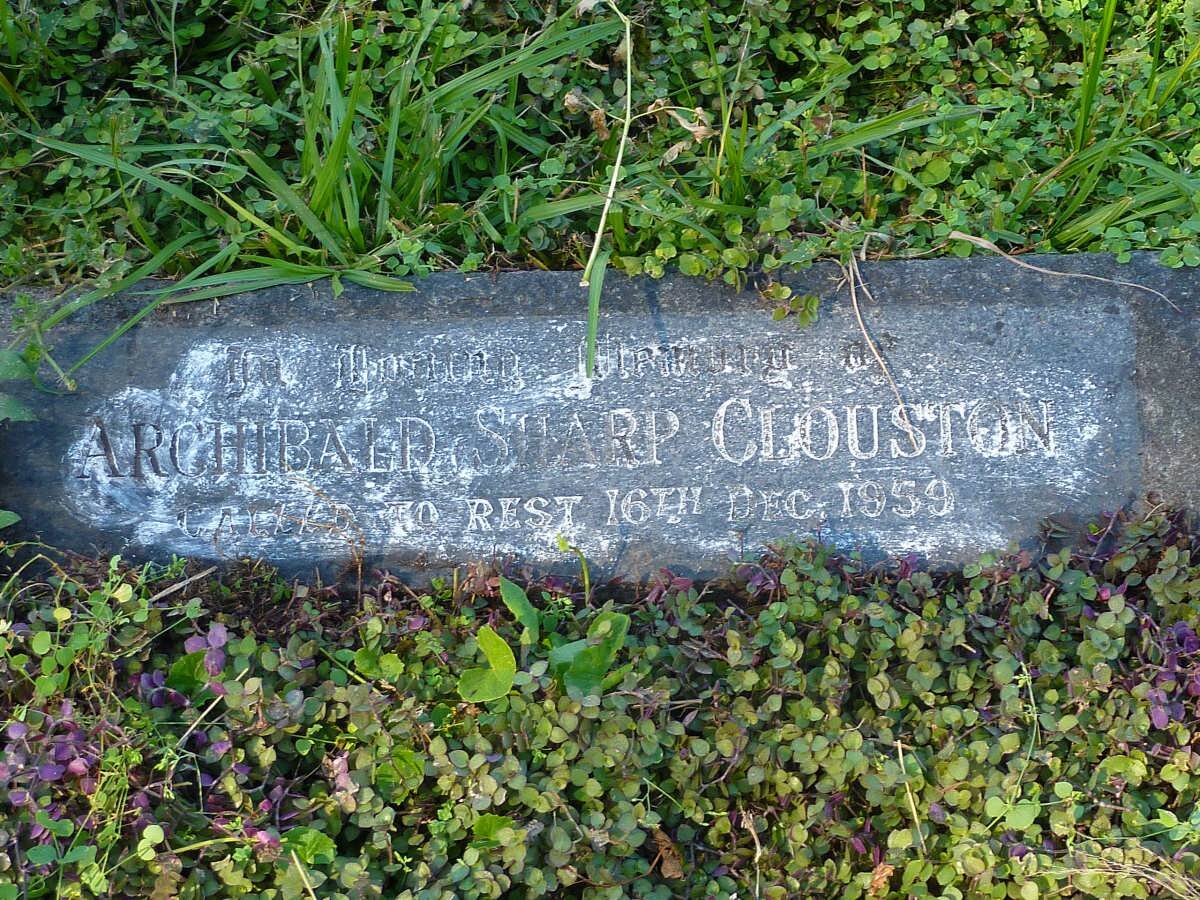 In Loving Memory of
ARCHIBALD SHARP CLOUSTON
CALLED TO REST 16TH DEC. 1959